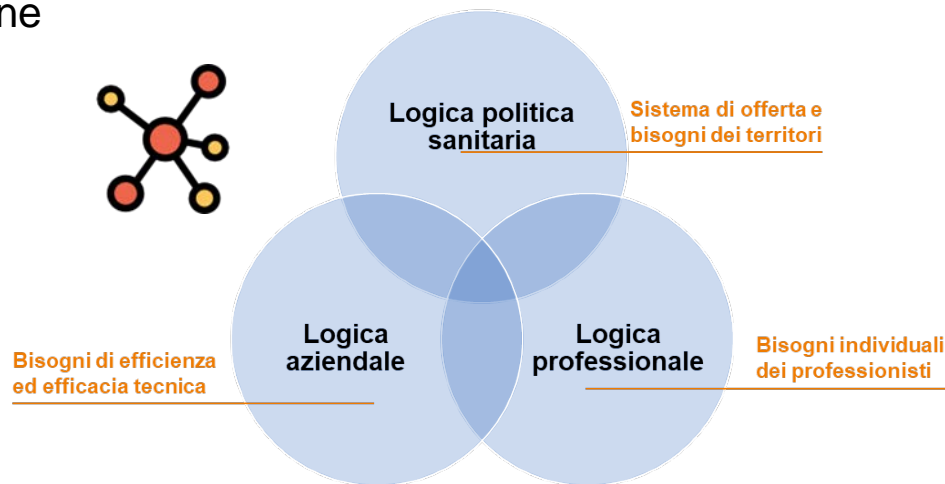 ne
Logica politica
sanitaria
Sistema di offerta e
bisogni dei territori
Logica
aziendale
Logica
professionale
Bisogni di efficienza
ed efficacia tecnica
Bisogni individuali
dei professionisti